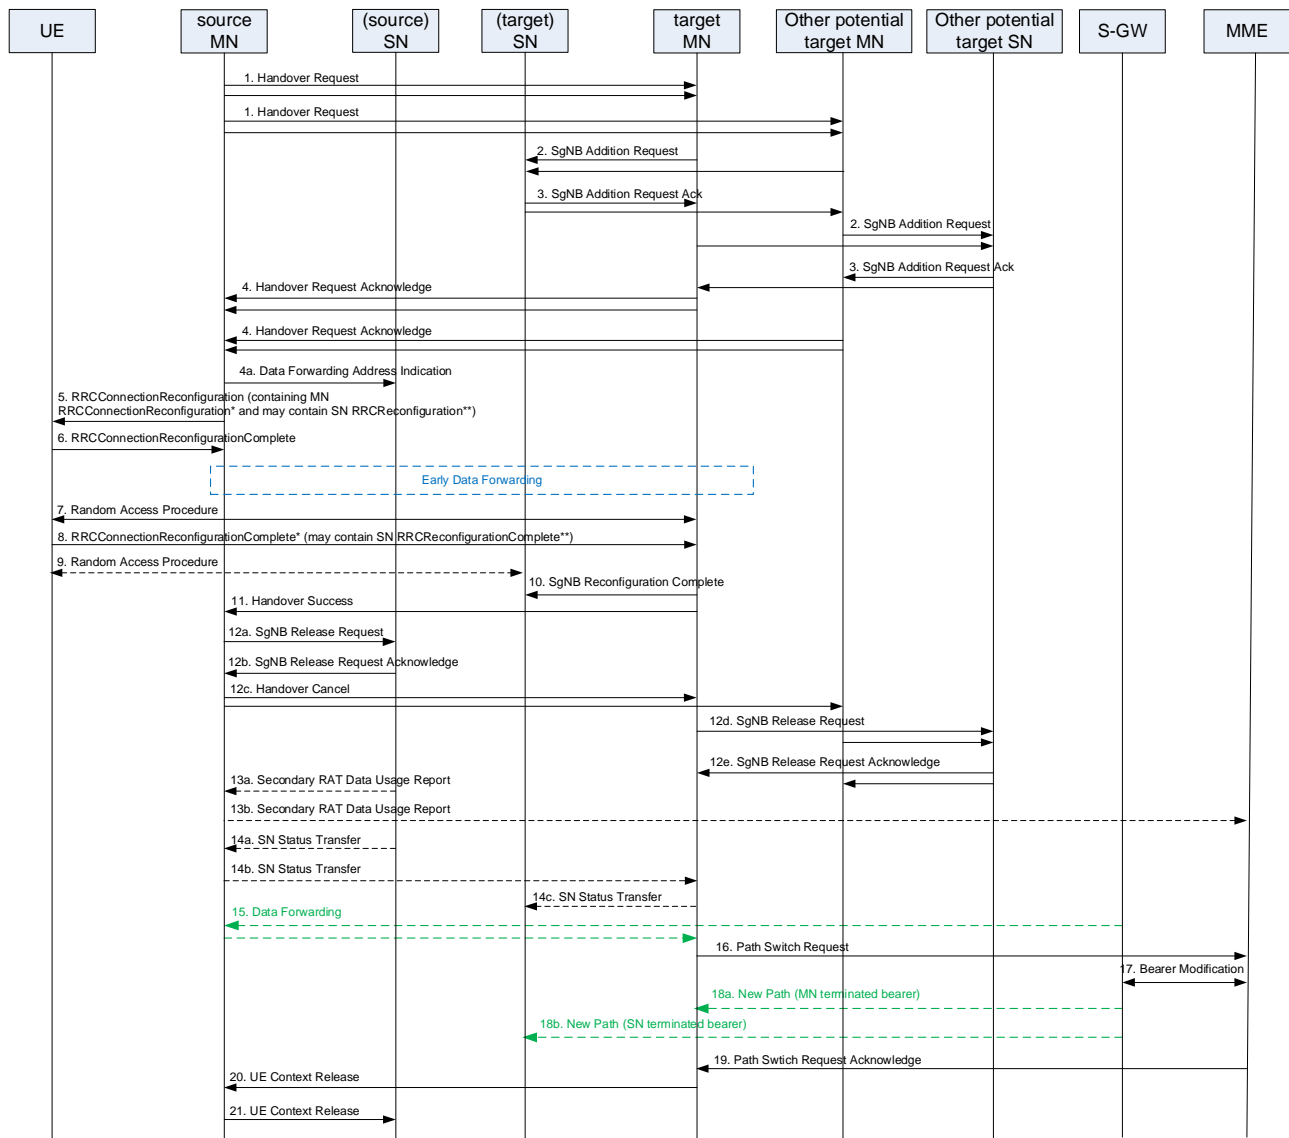 UE
source
MN
(source)
SN
(target)
SN
target
MN
Other potential
target MN
Other potential
target SN
S-GW
MME
1. Handover Request
1. Handover Request
2. SgNB Addition Request
3. SgNB Addition Request Ack
2. SgNB Addition Request
3. SgNB Addition Request Ack
4. Handover Request Acknowledge
4. Handover Request Acknowledge
4a. Data Forwarding Address Indication
5. RRCConnectionReconfiguration (containing MN
RRCConnectionReconfiguration* and may contain SN RRCReconfiguration**)
6. RRCConnectionReconfigurationComplete
Early Data Forwarding
7. Random Access Procedure
8. RRCConnectionReconfigurationComplete* (may contain SN RRCReconfigurationComplete**)
9. Random Access Procedure
10. SgNB Reconfiguration Complete
11. Handover Success
12a. SgNB Release Request
12b. SgNB Release Request Acknowledge
12c. Handover Cancel
12d. SgNB Release Request
12e. SgNB Release Request Acknowledge
13a. Secondary RAT Data Usage Report
13b. Secondary RAT Data Usage Report
14a. SN Status Transfer
14b. SN Status Transfer
14c. SN Status Transfer
15. Data Forwarding
16. Path Switch Request
17. Bearer Modification
18a. New Path (MN terminated bearer)
18b. New Path (SN terminated bearer)
19. Path Swtich Request Acknowledge
20. UE Context Release
21. UE Context Release